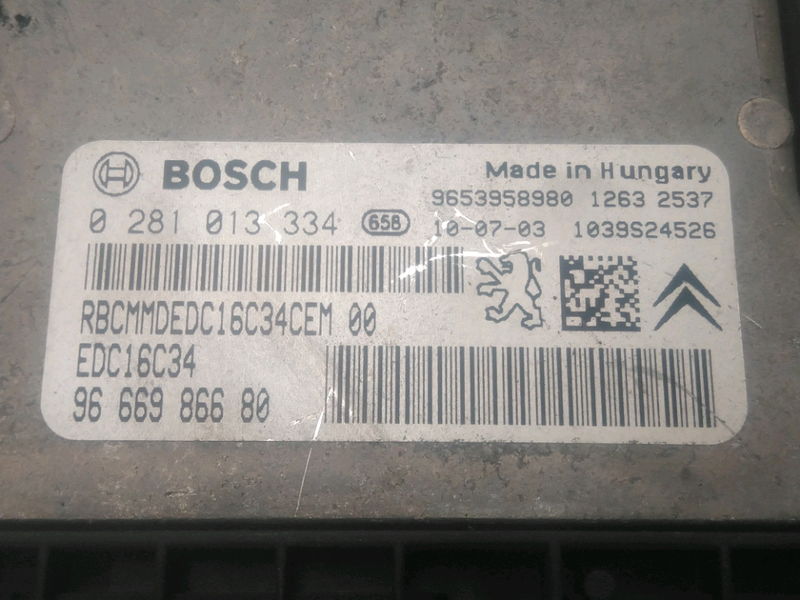 BOSCH Made in Hungary
9653958980 1263 2537
0 281 013 334 658 10-07-03 1039S24526
RBCMMDEDC16C34CEM 00
EDC16C34
96 669 866 80